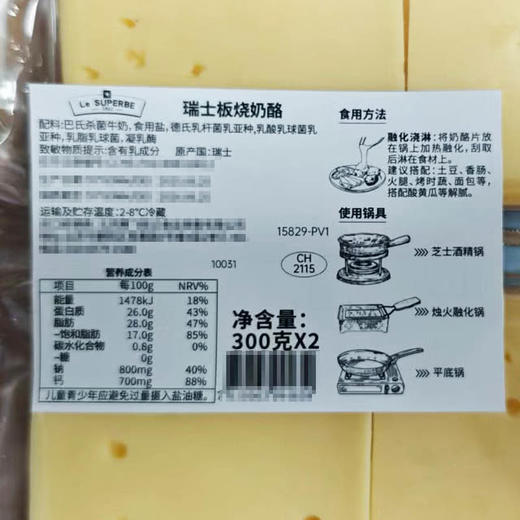 Le SUPERBE
瑞士板烧奶酪
配料:巴氏杀菌牛奶,食用盐,德氏乳杆菌乳亚种,乳酸乳球菌乳
亚种,乳脂乳球菌,凝乳酶
致敏物质提示:含有乳成分 原产国:瑞士
运输及贮存温度:2-8°C冷藏
15829-PV1
10031
CH
2115
营养成分表
项目 每100g NRV%
能量 1478kJ 18%
蛋白质 26.0g 43%
脂肪 28.0g 47%
-饱和脂肪 17.0g 85%
碳水化合物 0.8g 0%
-糖 0g
钠 800mg 40%
钙 700mg 88%
儿童青少年应避免过量摄入盐油糖。
净含量:
300克X2
食用方法
融化浇淋:将奶酪片放
在锅上加热融化,刮取
后淋在食材上。
建议搭配:土豆、香肠、
火腿、烤时蔬、面包等,
搭配酸黄瓜等解腻。
使用锅具
芝士酒精锅
烛火融化锅
平底锅